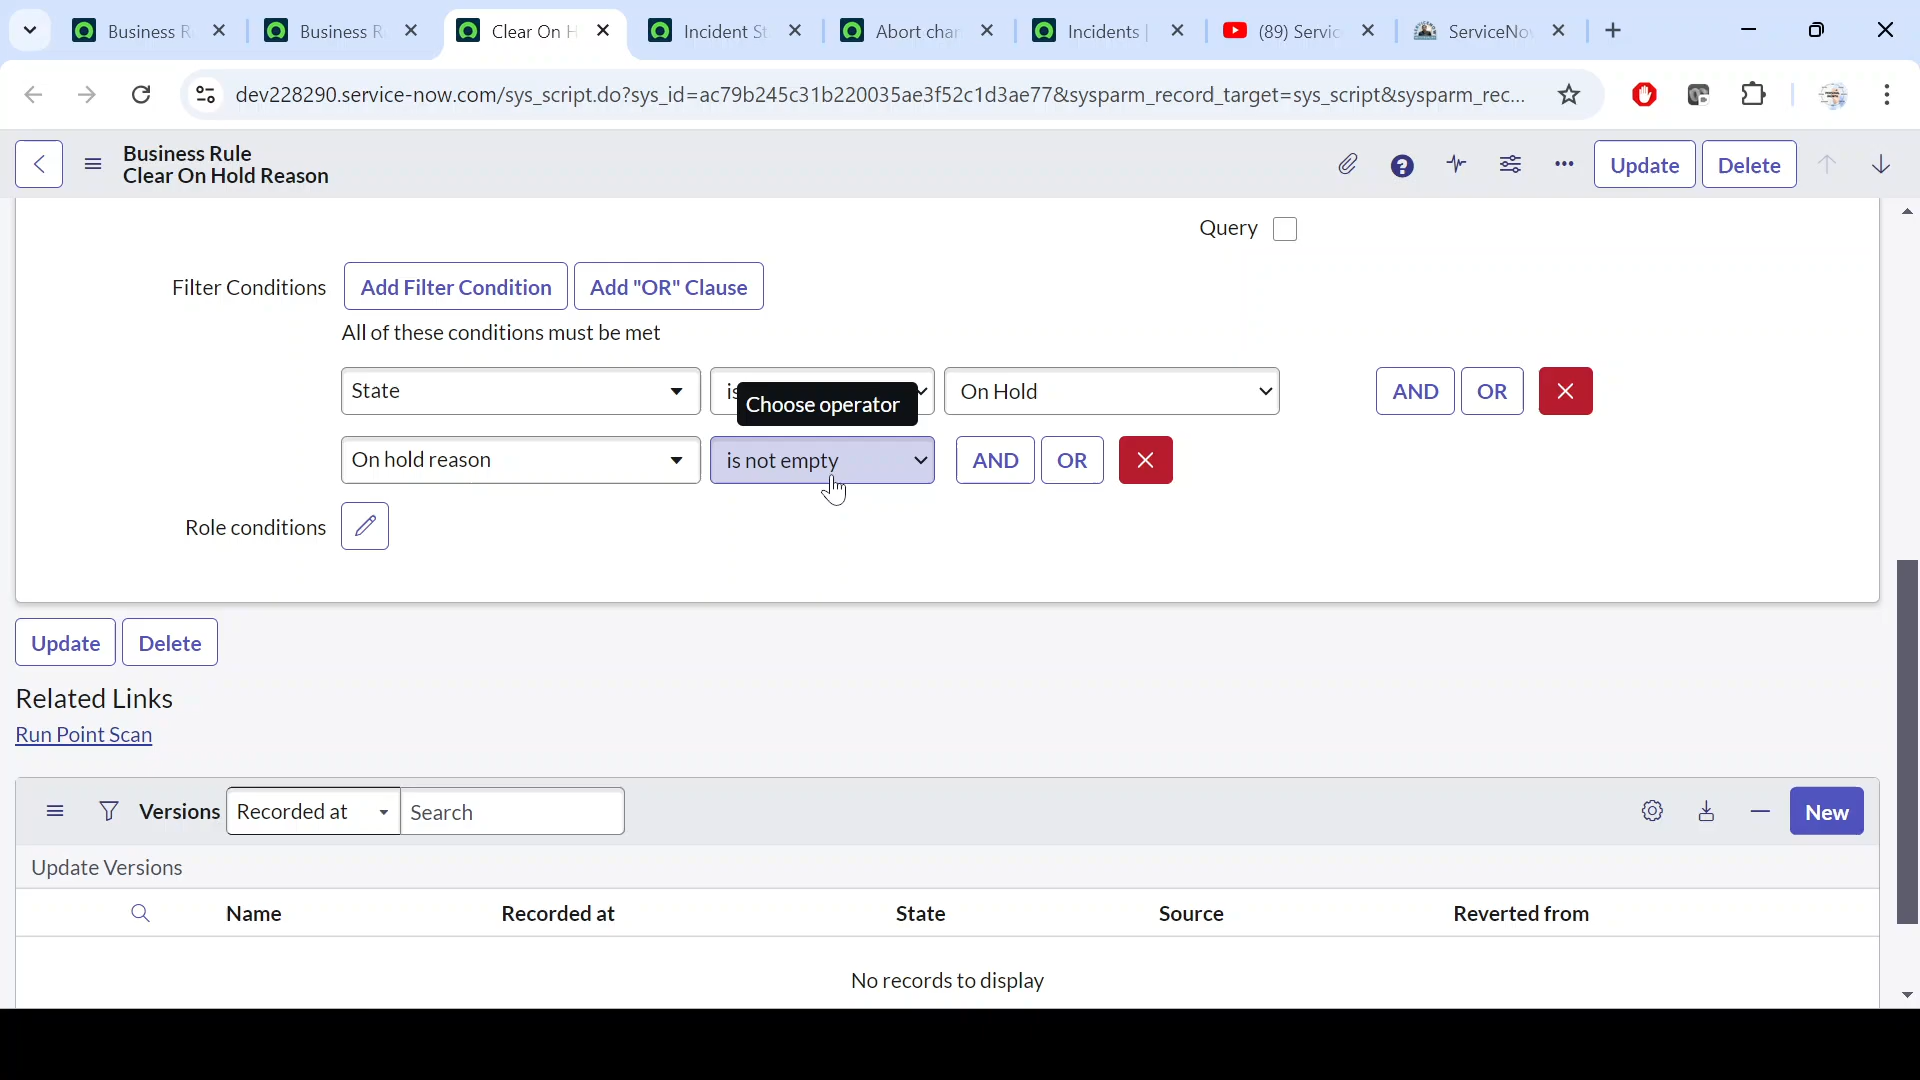 Business R
Business R
Clear On H
Incident St
Abort chan
Incidents |
(89) Servic
ServiceNo
dev228290.service-now.com/sys_script.do?sys_id=ac79b245c31b220035ae3f52c1d3ae77&sysparm_record_target=sys_script&sysparm_rec...
Business Rule
Clear On Hold Reason
Update
Delete
Query
Filter Conditions
Add Filter Condition
Add "OR" Clause
All of these conditions must be met
State
is
Choose operator
On Hold
AND
OR
On hold reason
is not empty
AND
OR
Role conditions
Update
Delete
Related Links
Run Point Scan
Versions
Recorded at
Search
New
Update Versions
Name
Recorded at
State
Source
Reverted from
No records to display